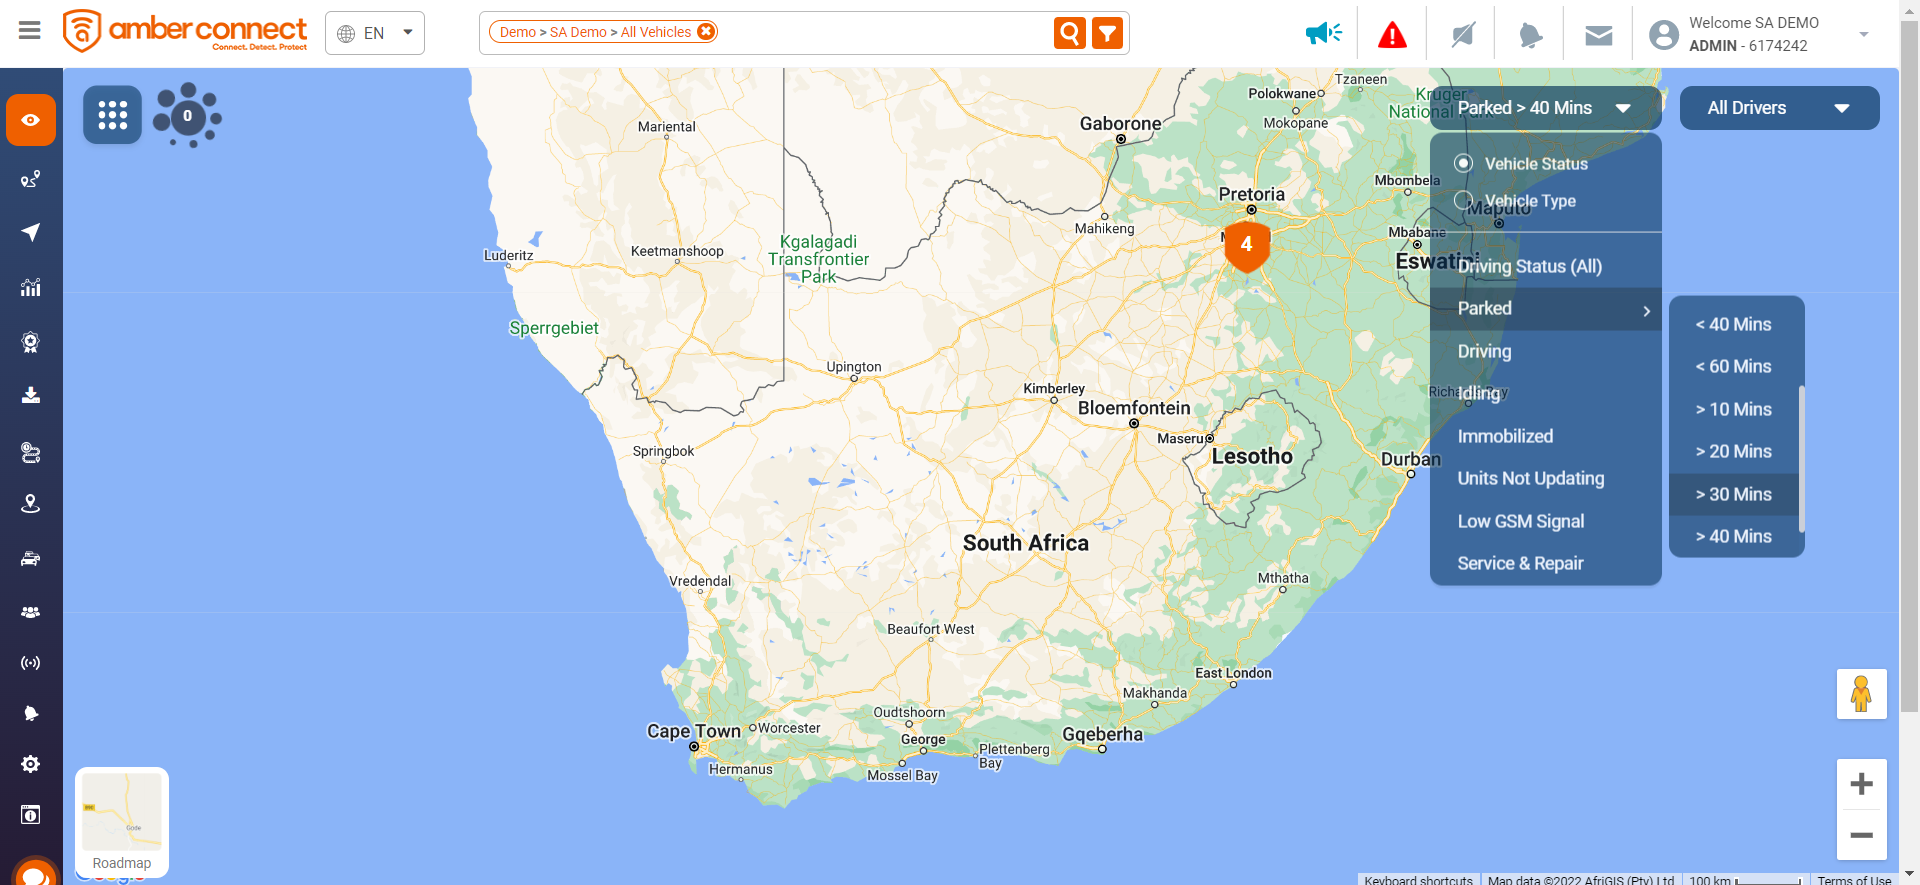 amber connect
Connect. Detect. Protect
EN
Demo > SA Demo > All Vehicles
Welcome SA DEMO
ADMIN - 6174242
0
Parked > 40 Mins
All Drivers
Vehicle Status
Vehicle Type
Driving Status (All)
Parked
Driving
Idling
Immobilized
Units Not Updating
Low GSM Signal
Service & Repair
< 40 Mins
< 60 Mins
> 10 Mins
> 20 Mins
> 30 Mins
> 40 Mins
Tzaneen
Polokwane
Kruger
National Park
Mokopane
Mariental
Gaborone
Mbombela
Pretoria
Maputo
Mahikeng
Mbabane
4
Kgalagadi
Transfrontier
Park
Keetmanshoop
Luderitz
Eswatini
Sperrgebiet
Upington
Kimberley
Richards Bay
Bloemfontein
Maseru
Lesotho
Durban
Springbok
South Africa
Vredendal
Mthatha
Beaufort West
East London
Makhanda
Oudtshoorn
Cape Town
Worcester
George
Gqeberha
Plettenberg
Bay
Hermanus
Mossel Bay
Gode
Roadmap
Keyboard shortcuts
Map data ©2022 AfriGIS (Pty) Ltd
100 km
Terms of Use